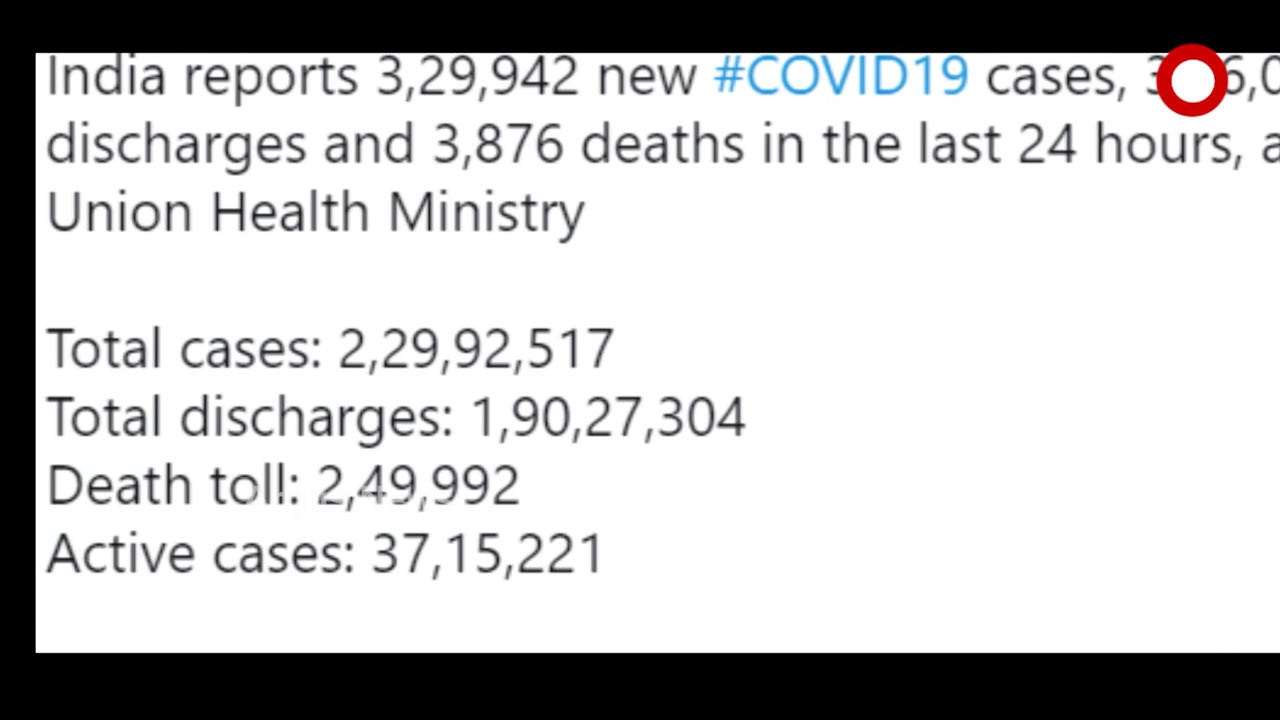 India reports 3,29,942 new #COVID19 cases,
discharges and 3,876 deaths in the last 24 hours,
Union Health Ministry
Total cases: 2,29,92,517
Total discharges: 1,90,27,304
Death toll: 2,49,992
Active cases: 37,15,221